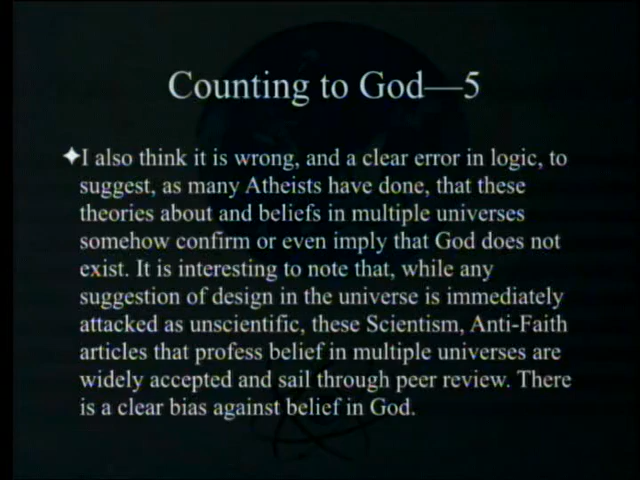 Counting to God—5
✦I also think it is wrong, and a clear error in logic, to
suggest, as many Atheists have done, that these
theories about and beliefs in multiple universes
somehow confirm or even imply that God does not
exist. It is interesting to note that, while any
suggestion of design in the universe is immediately
attacked as unscientific, these Scientism, Anti-Faith
articles that profess belief in multiple universes are
widely accepted and sail through peer review. There
is a clear bias against belief in God.